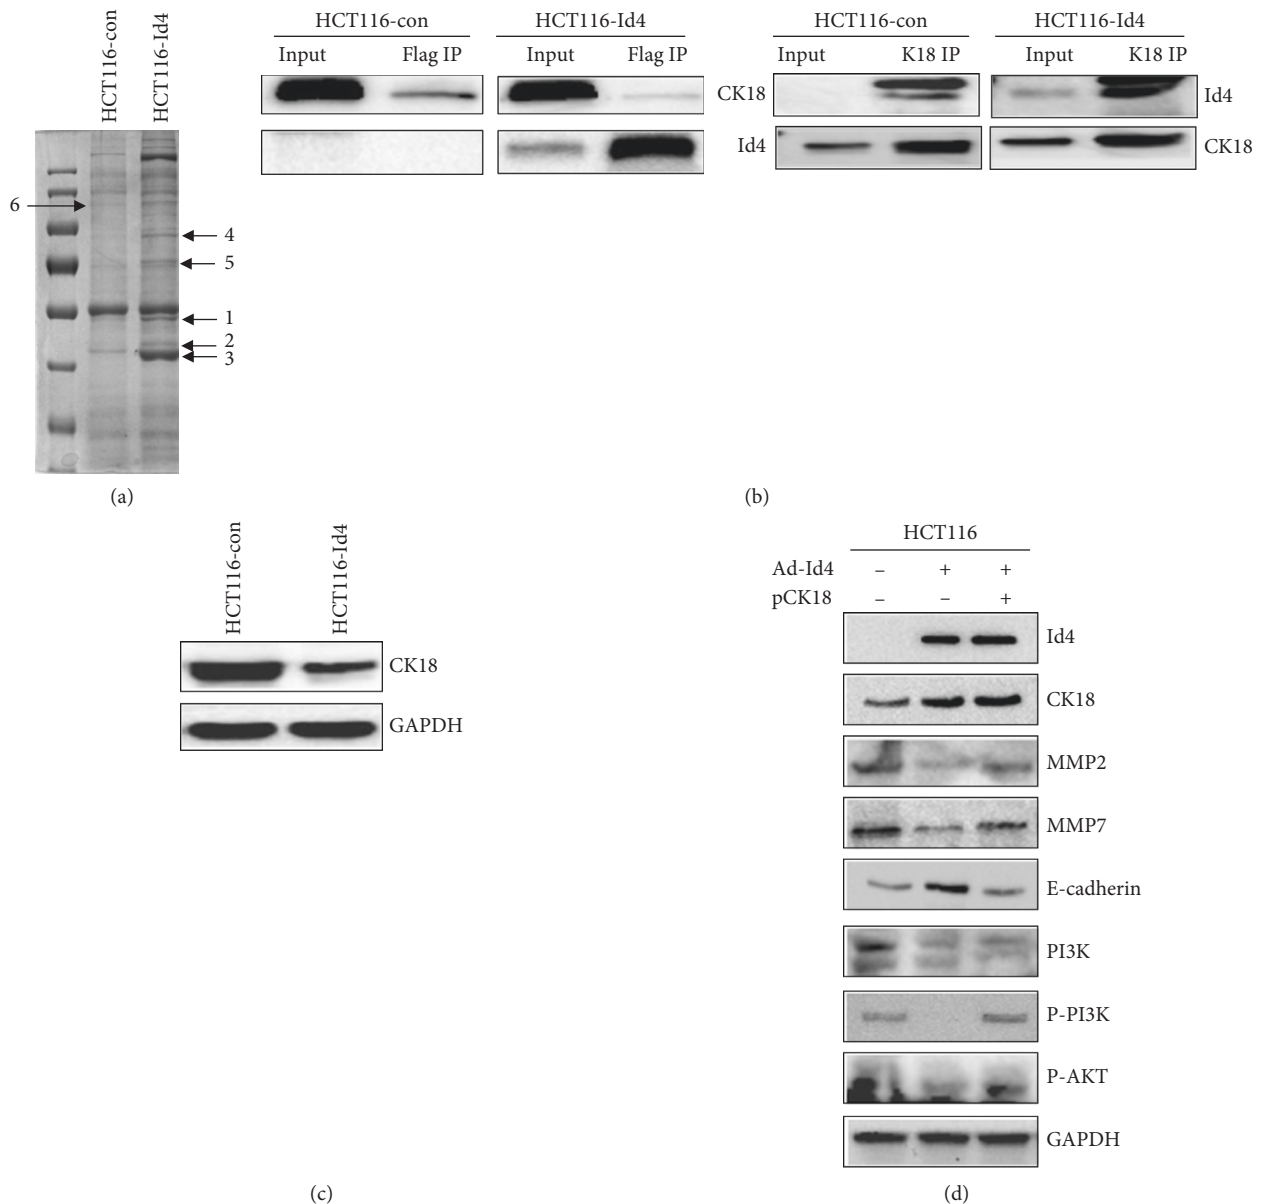 HCT116-con
HCT116-Id4
6
4
5
1
2
3
(a)
HCT116-con
HCT116-Id4
Input
Flag IP
Input
Flag IP
CK18
Id4
HCT116-con
HCT116-Id4
Input
K18 IP
Input
K18 IP
Id4
CK18
(b)
HCT116-con
HCT116-Id4
CK18
GAPDH
(c)
HCT116
Ad-Id4 – + +
pCK18 – – +
Id4
CK18
MMP2
MMP7
E-cadherin
PI3K
P-PI3K
P-AKT
GAPDH
(d)